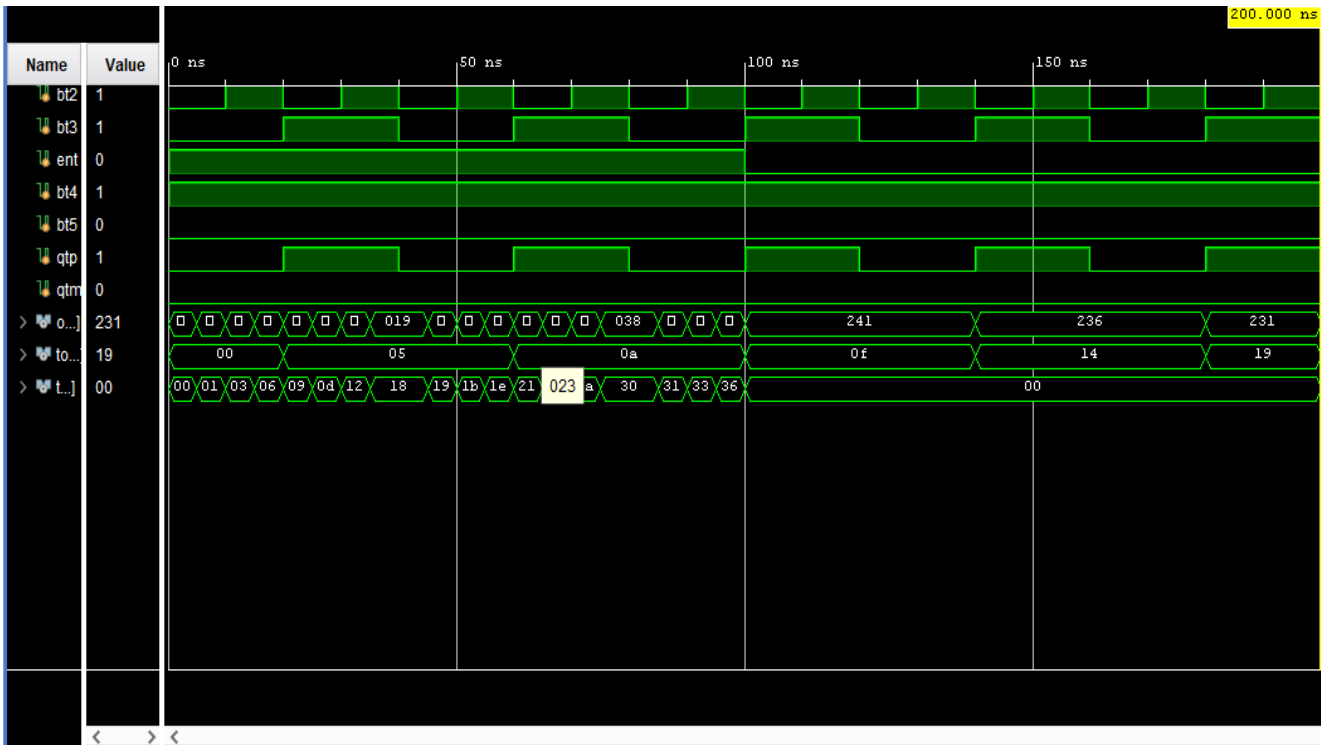 200.000 ns
Name Value 0 ns 50 ns 100 ns 150 ns
bt2 1
bt3 1
ent 0
bt4 1
bt5 0
qtp 1
qtm 0
o...] 231 019 038 241 236 231
to... 19 00 05 0a 0f 14 19
t...] 00 00 01 03 06 09 0d 12 18 19 1b 1e 21 023 a 30 31 33 36 00